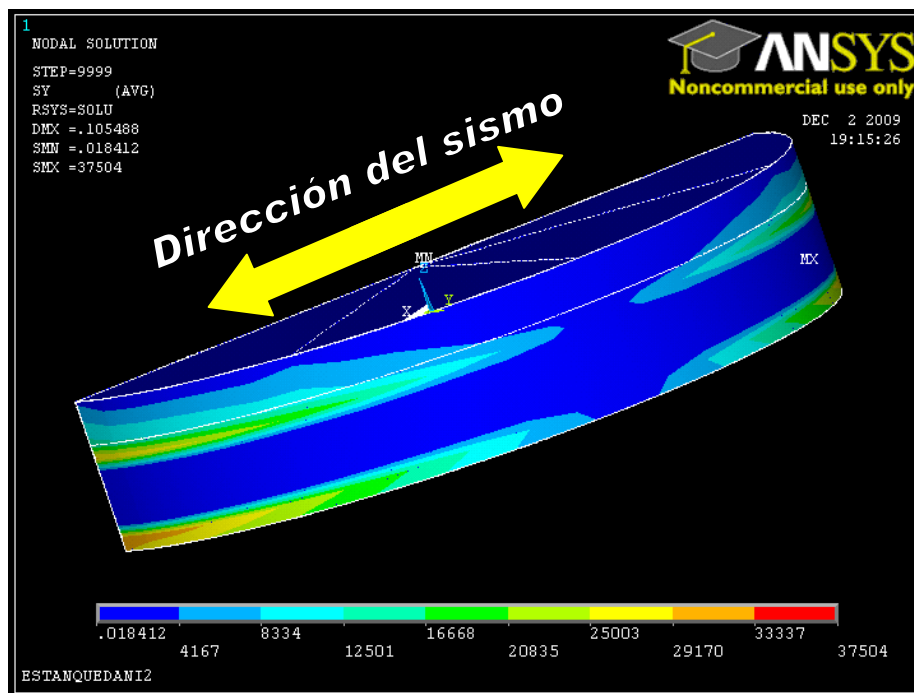 1
NODAL SOLUTION
STEP=9999
SY (AVG)
RSYS=SOLU
DMX =.105488
SMN =.018412
SMX =37504
ANSYS
Noncommercial use only
DEC 2 2009
19:15:26
Dirección del sismo
MN
Z
X Y
MX
.018412 8334 16668 25003 33337
4167 12501 20835 29170 37504
ESTANQUEDANI2